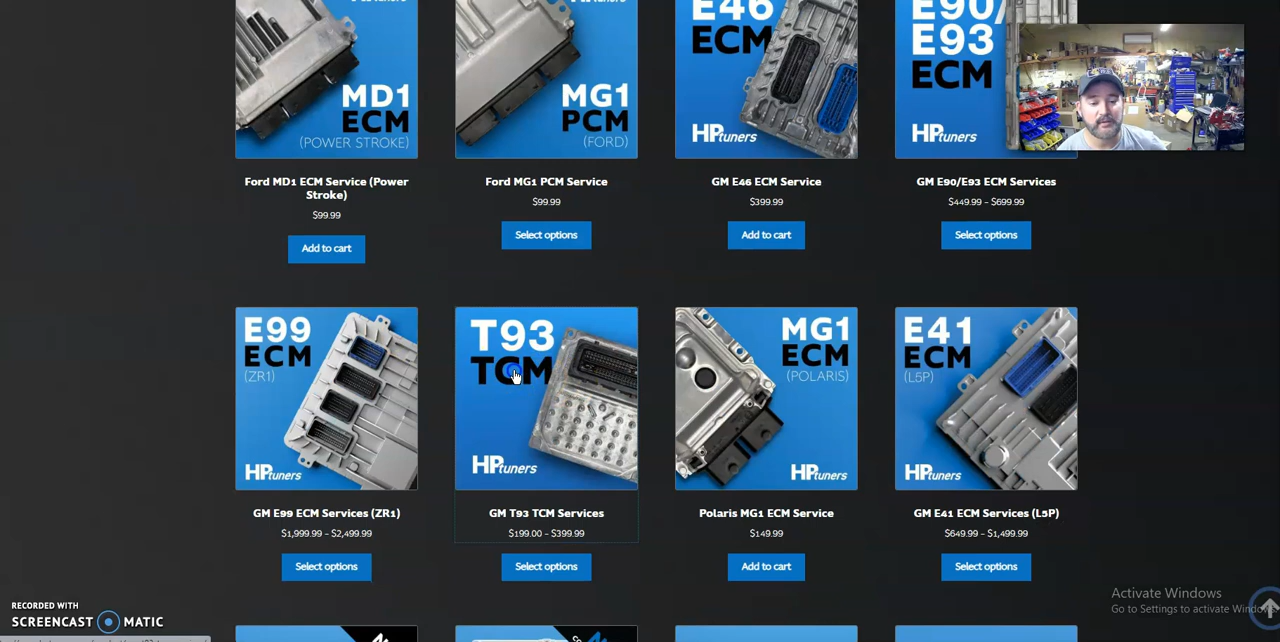 MD1
ECM
(POWER STROKE)
MG1
PCM
(FORD)
E46
ECM
HPtuners
E90/
E93
ECM
HPtuners
Ford MD1 ECM Service (Power
Stroke)
$99.99
Add to cart
Ford MG1 PCM Service
$99.99
Select options
GM E46 ECM Service
$399.99
Add to cart
GM E90/E93 ECM Services
$449.99 - $699.99
Select options
E99
ECM
(ZR1)
HPtuners
T93
TCM
HPtuners
MG1
ECM
(POLARIS)
HPtuners
E41
ECM
(L5P)
HPtuners
GM E99 ECM Services (ZR1)
$1,999.99 - $2,499.99
Select options
GM T93 TCM Services
$199.00 - $399.99
Select options
Polaris MG1 ECM Service
$149.99
Add to cart
GM E41 ECM Services (L5P)
$649.99 - $1,499.99
Select options
Activate Windows
Go to Settings to activate Windows
RECORDED WITH
SCREENCAST MATIC